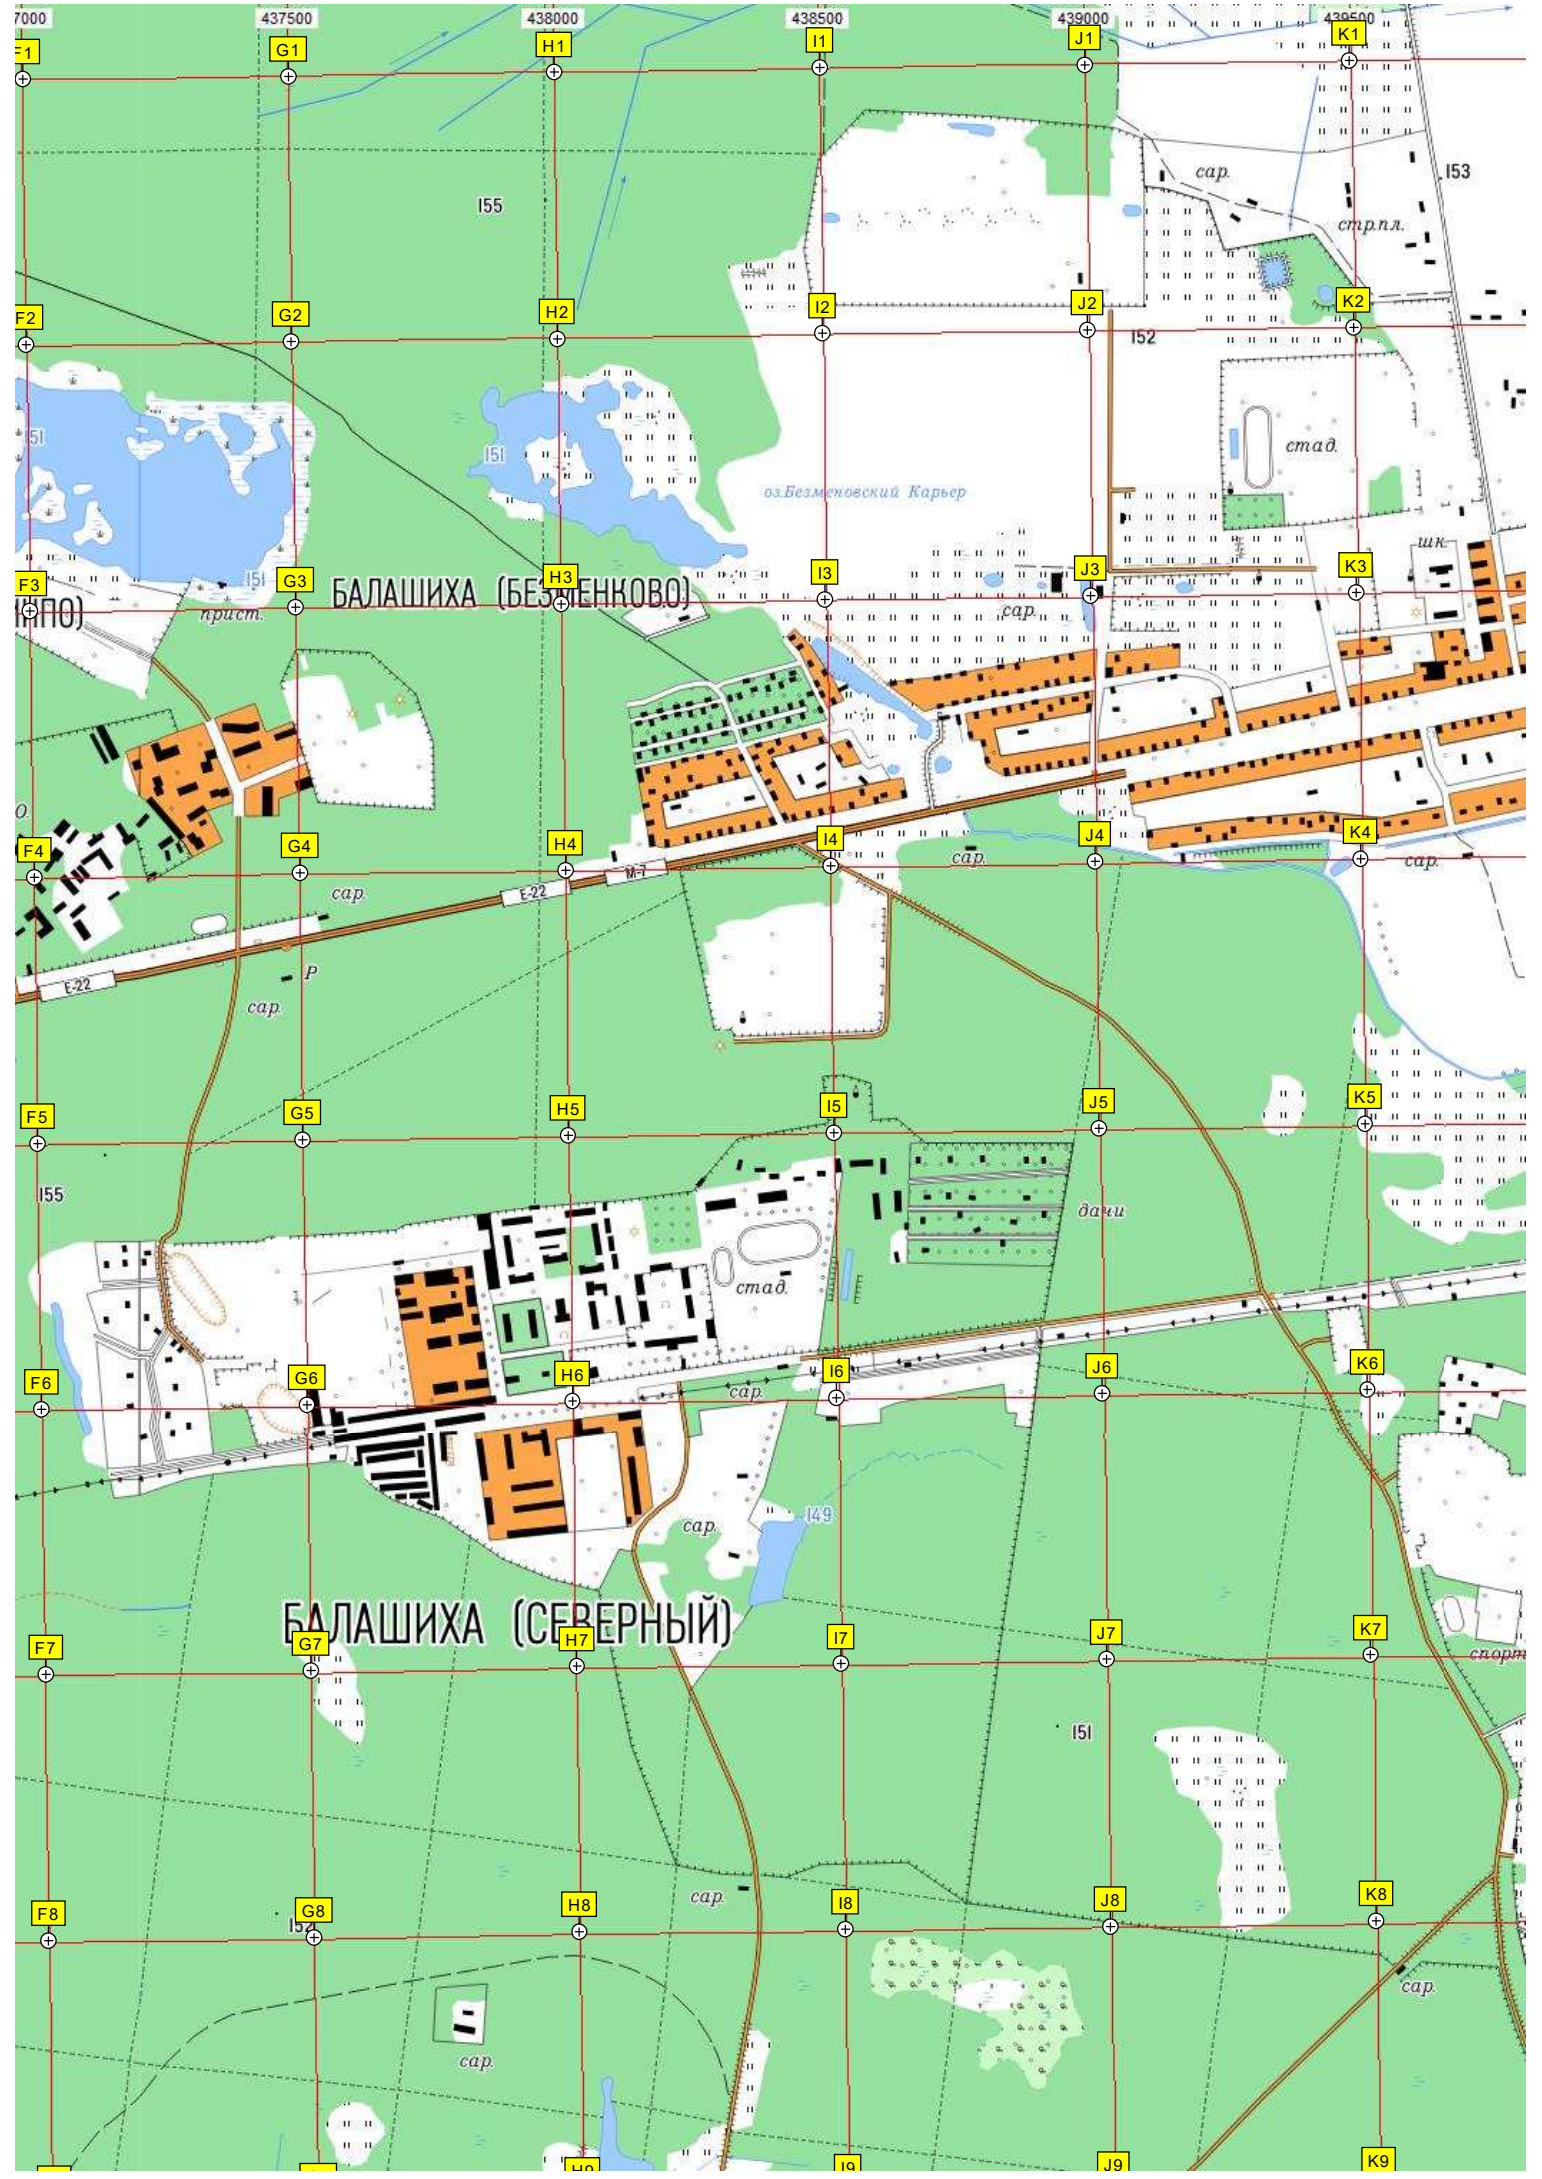 7000 437500 438000 438500 439000 439500
F1 G1 H1 I1 J1 K1
сар.
153
155
стр.пл.
F2 G2 H2 I2 J2 K2
152
151
151
стад.
оз.Безменовский Карьер
шк.
151
F3 G3 H3 I3 J3 K3
БАЛАШИХА (БЕЗМЕНКОВО)
прист.
сар.
О.
F4 G4 H4 I4 J4 K4
сар.
сар.
сар.
М-7
Е-22
Р
Е-22
сар.
F5 G5 H5 I5 J5 K5
155
дачи
стад.
F6 G6 H6 I6 J6 K6
сар.
149
сар.
БАЛАШИХА (СЕВЕРНЫЙ)
F7 G7 H7 I7 J7 K7
спорт
151
сар.
F8 G8 H8 I8 J8 K8
152
сар.
сар.
H9 I9 J9 K9